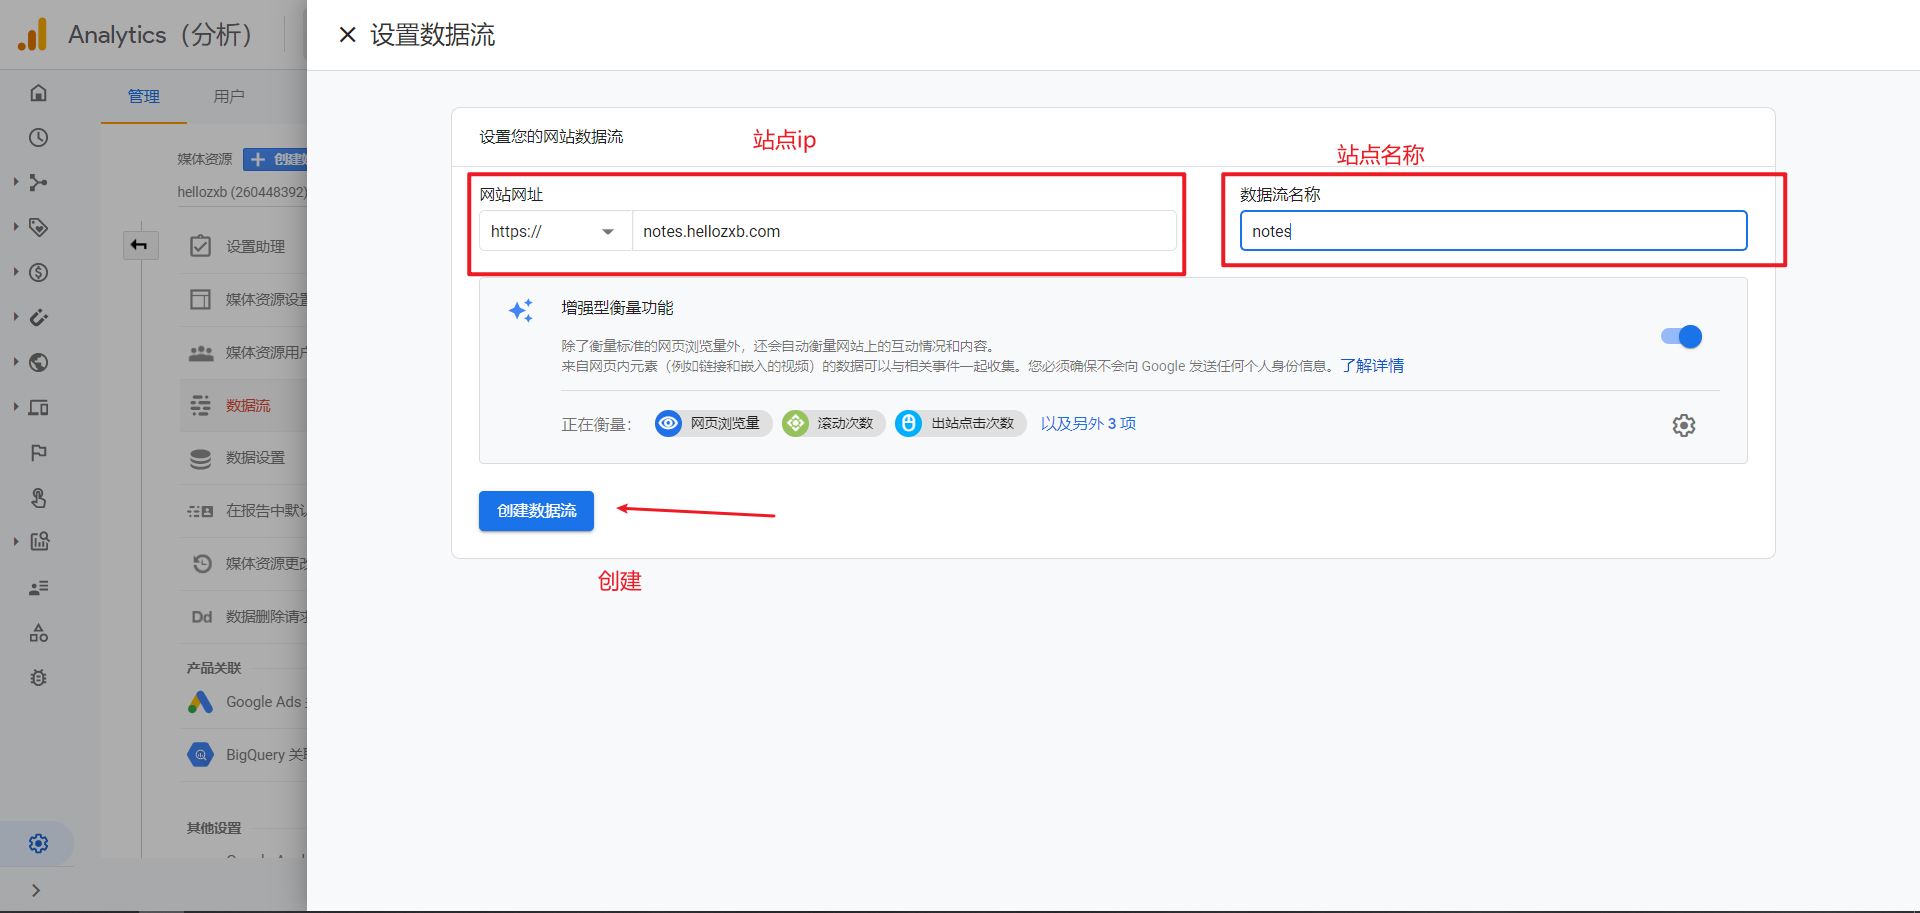 Analytics（分析）
设置数据流
管理
用户
媒体资源
创建
hellozxb (260448392)
设置助理
媒体资源设置
媒体资源用户
数据流
数据设置
在报告中默认
媒体资源更改
Dd
数据删除请求
产品关联
Google Ads
BigQuery 关联
其他设置
设置您的网站数据流
站点ip
站点名称
网站网址
数据流名称
https://
notes.hellozxb.com
notes
增强型衡量功能
除了衡量标准的网页浏览量外，还会自动衡量网站上的互动情况和内容。
来自网页内元素（例如链接和嵌入的视频）的数据可以与相关事件一起收集。您必须确保不会向 Google 发送任何个人身份信息。了解详情
正在衡量：
网页浏览量
滚动次数
出站点击次数
以及另外 3 项
创建数据流
创建